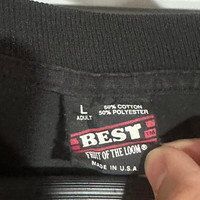 L
ADULT
50% COTTON
50% POLYESTER
BEST
FRUIT OF THE LOOM®
MADE IN U.S.A